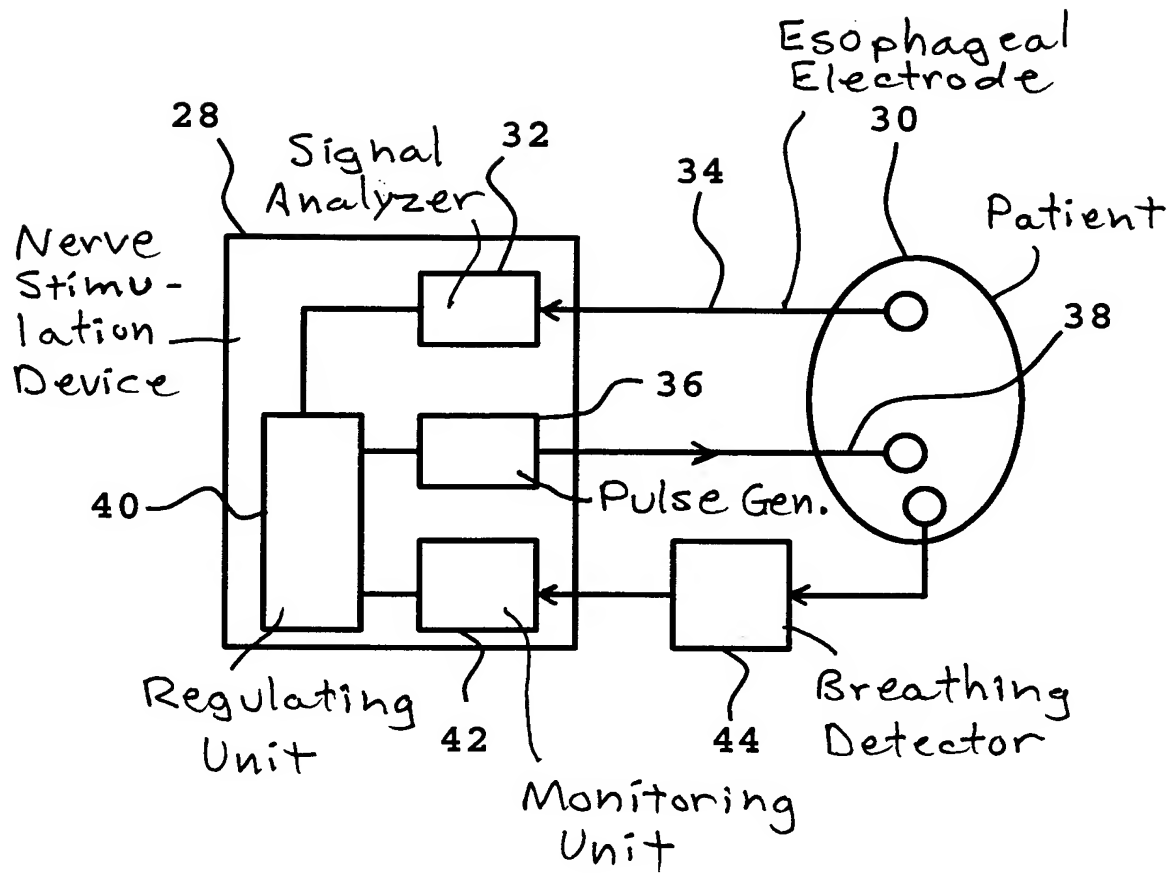 Esophageal
Electrode
28
Signal
Analyzer
32
30
34
Patient
Nerve
Stimu-
lation
Device
38
36
40
Pulse Gen.
Regulating
Unit
42
44
Breathing
Detector
Monitoring
Unit